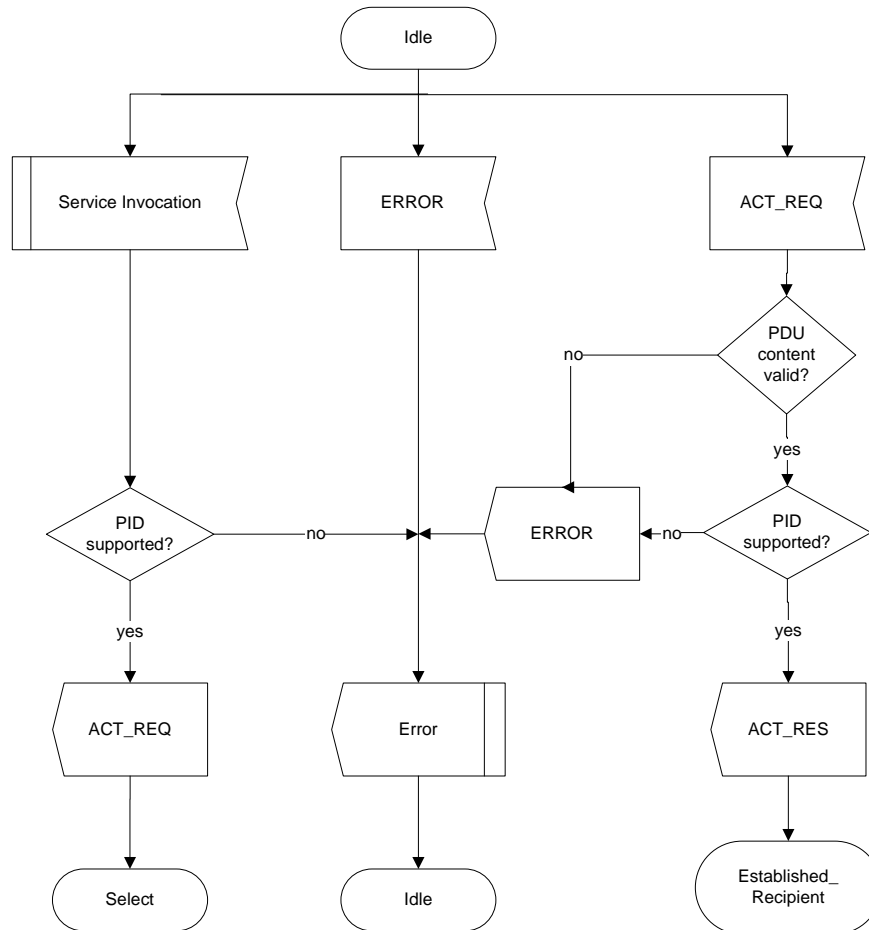 Idle
Service Invocation
ERROR
ACT_REQ
PDU
content
valid?
no
yes
PID
supported?
no
ERROR
no
PID
supported?
yes
yes
ACT_REQ
Error
ACT_RES
Select
Idle
Established_
Recipient